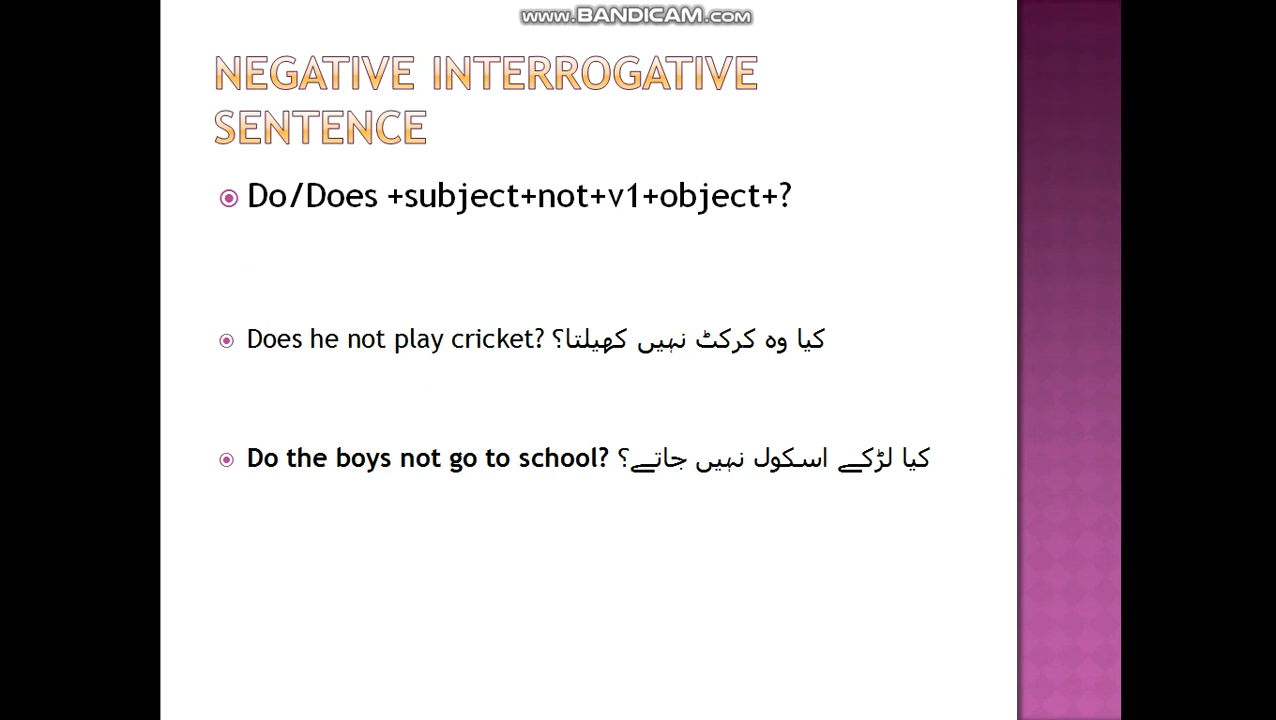 www.BANDICAM.com
NEGATIVE INTERROGATIVE
SENTENCE
Do/Does +subject+not+v1+object+?
Does he not play cricket? کیا وہ کرکٹ نہیں کھیلتا؟
Do the boys not go to school? کیا لڑکے اسکول نہیں جاتے؟